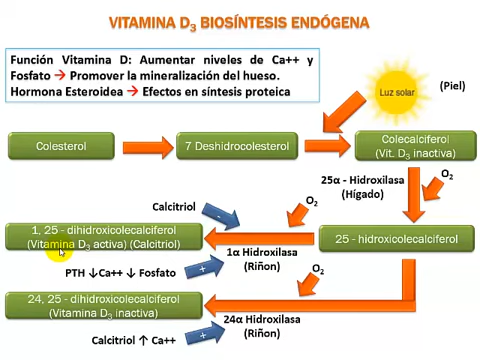 VITAMINA D3 BIOSÍNTESIS ENDÓGENA
Función Vitamina D: Aumentar niveles de Ca++ y
Fosfato → Promover la mineralización del hueso.
Hormona Esteroidea → Efectos en síntesis proteica
Luz solar
(Piel)
Colesterol
7 Deshidrocolesterol
Colecalciferol
(Vit. D3 inactiva)
25α - Hidroxilasa
(Hígado)
O2
Calcitriol
-
O2
1, 25 - dihidroxicolecalciferol
(Vitamina D3 activa) (Calcitriol)
25 - hidroxicolecalciferol
1α Hidroxilasa
(Riñon)
PTH ↓Ca++ ↓ Fosfato
+
O2
24, 25 - dihidroxicolecalciferol
(Vitamina D3 inactiva)
24α Hidroxilasa
(Riñon)
Calcitriol ↑ Ca++
+